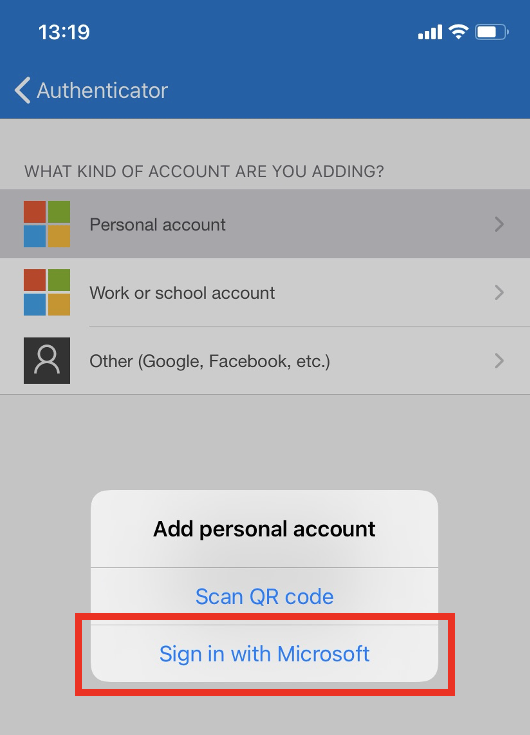 13:19
Authenticator
WHAT KIND OF ACCOUNT ARE YOU ADDING?
Personal account
Work or school account
Other (Google, Facebook, etc.)
Add personal account
Scan QR code
Sign in with Microsoft